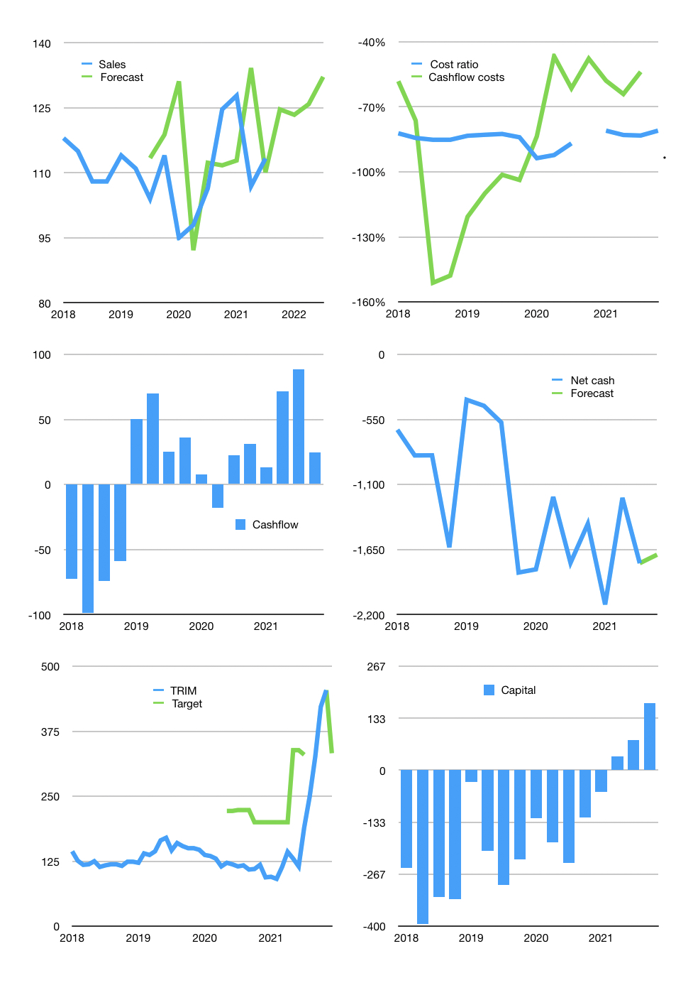 140
Sales
Forecast
125
110
95
80
2018 2019 2020 2021 2022
-40%
Cost ratio
Cashflow costs
-70%
-100%
-130%
-160%
2018 2019 2020 2021
100
50
0
Cashflow
-50
-100
2018 2019 2020 2021
0
Net cash
Forecast
-550
-1,100
-1,650
-2,200
2018 2019 2020 2021
500
TRIM
Target
375
250
125
0
2018 2019 2020 2021
267
Capital
133
0
-133
-267
-400
2018 2019 2020 2021